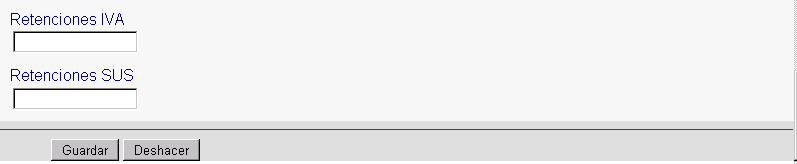 Retenciones IVA
Retenciones SUS
Guardar Deshacer